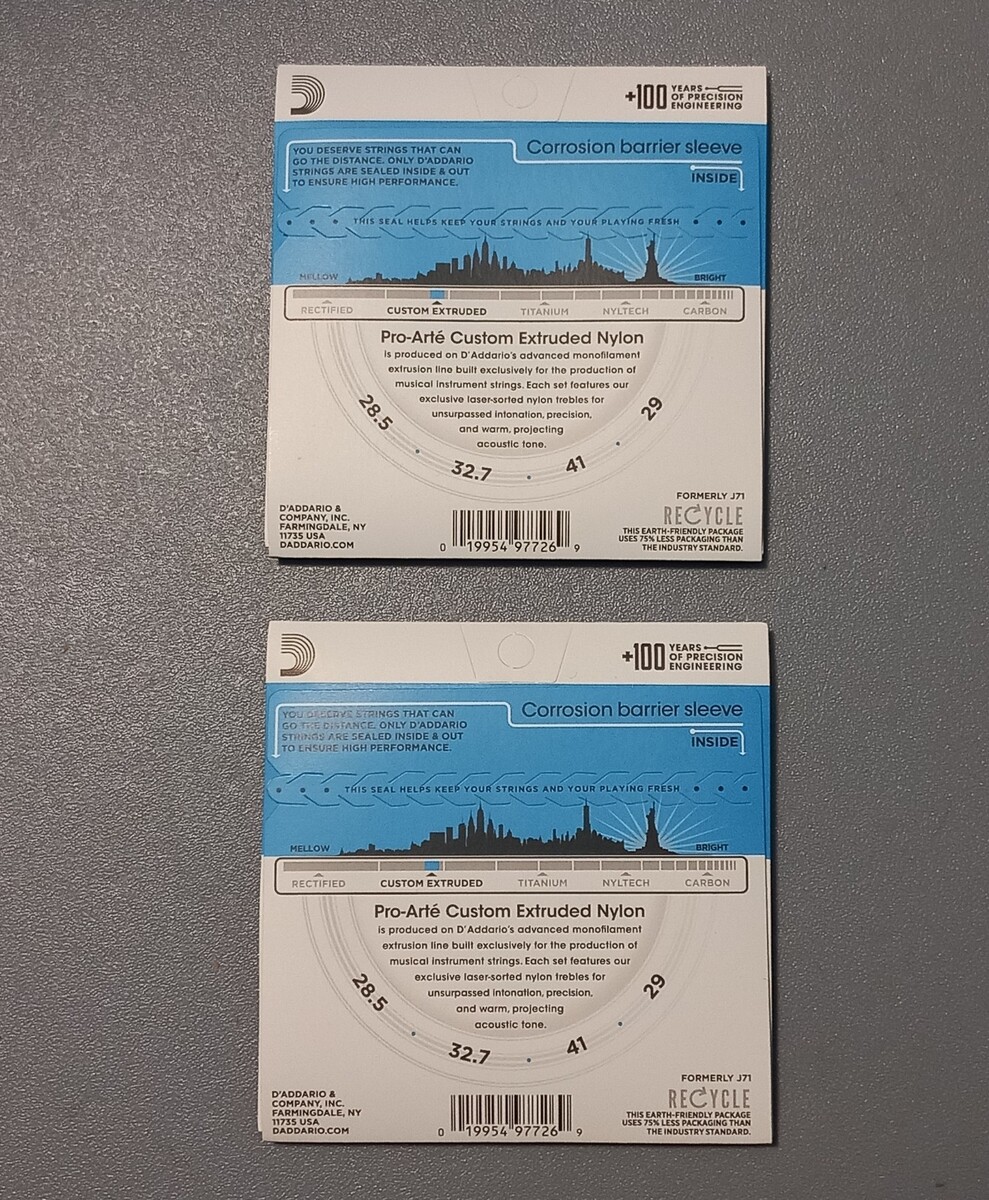 +100 YEARS
OF PRECISION
ENGINEERING
YOU DESERVE STRINGS THAT CAN
GO THE DISTANCE. ONLY D'ADDARIO
STRINGS ARE SEALED INSIDE & OUT
TO ENSURE HIGH PERFORMANCE.
Corrosion barrier sleeve
INSIDE
THIS SEAL HELPS KEEP YOUR STRINGS AND YOUR PLAYING FRESH
MELLOW BRIGHT
RECTIFIED CUSTOM EXTRUDED TITANIUM NYLTECH CARBON
Pro-Arté Custom Extruded Nylon
is produced on D'Addario's advanced monofilament
extrusion line built exclusively for the production of
musical instrument strings. Each set features our
exclusive laser-sorted nylon trebles for
unsurpassed intonation, precision,
and warm, projecting
acoustic tone.
28.5 32.7 41 29
D'ADDARIO &
COMPANY, INC.
FARMINGDALE, NY
11735 USA
DADDARIO.COM
0 19954 97726 9
FORMERLY J71
RECYCLE
THIS EARTH-FRIENDLY PACKAGE
USES 75% LESS PACKAGING THAN
THE INDUSTRY STANDARD.
+100 YEARS
OF PRECISION
ENGINEERING
YOU DESERVE STRINGS THAT CAN
GO THE DISTANCE. ONLY D'ADDARIO
STRINGS ARE SEALED INSIDE & OUT
TO ENSURE HIGH PERFORMANCE.
Corrosion barrier sleeve
INSIDE
THIS SEAL HELPS KEEP YOUR STRINGS AND YOUR PLAYING FRESH
MELLOW BRIGHT
RECTIFIED CUSTOM EXTRUDED TITANIUM NYLTECH CARBON
Pro-Arté Custom Extruded Nylon
is produced on D'Addario's advanced monofilament
extrusion line built exclusively for the production of
musical instrument strings. Each set features our
exclusive laser-sorted nylon trebles for
unsurpassed intonation, precision,
and warm, projecting
acoustic tone.
28.5 32.7 41 29
D'ADDARIO &
COMPANY, INC.
FARMINGDALE, NY
11735 USA
DADDARIO.COM
0 19954 97726 9
FORMERLY J71
RECYCLE
THIS EARTH-FRIENDLY PACKAGE
USES 75% LESS PACKAGING THAN
THE INDUSTRY STANDARD.